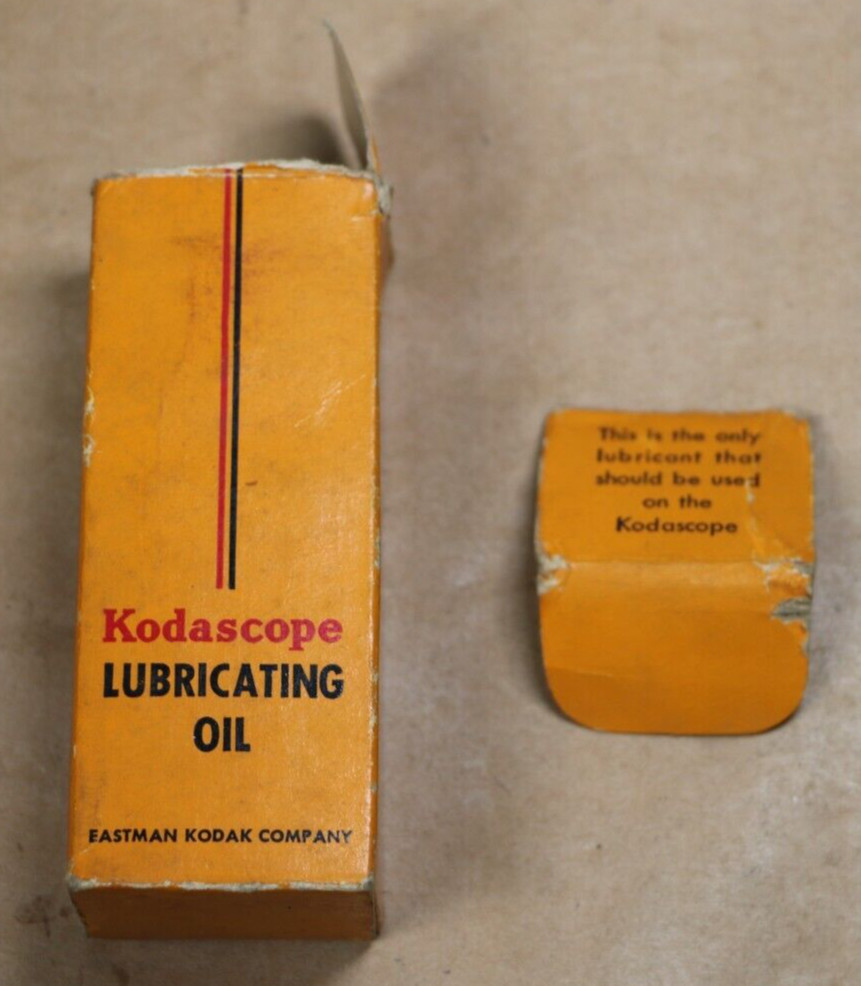 Kodascope
LUBRICATING
OIL
EASTMAN KODAK COMPANY
This is the only
lubricant that
should be used
on the
Kodascope